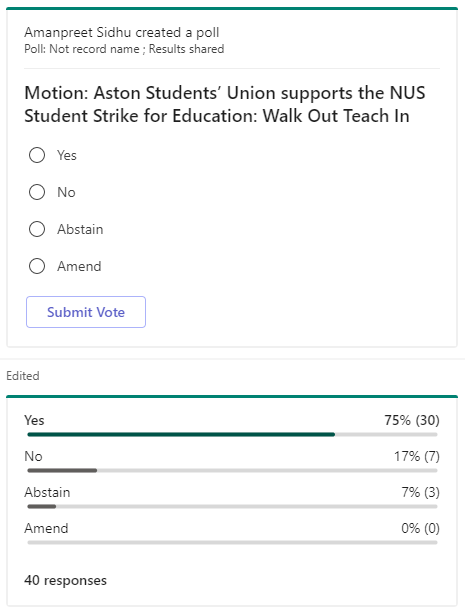 Amanpreet Sidhu created a poll
Poll: Not record name ; Results shared
Motion: Aston Students’ Union supports the NUS
Student Strike for Education: Walk Out Teach In
Yes
No
Abstain
Amend
Submit Vote
Edited
Yes 75% (30)
No 17% (7)
Abstain 7% (3)
Amend 0% (0)
40 responses